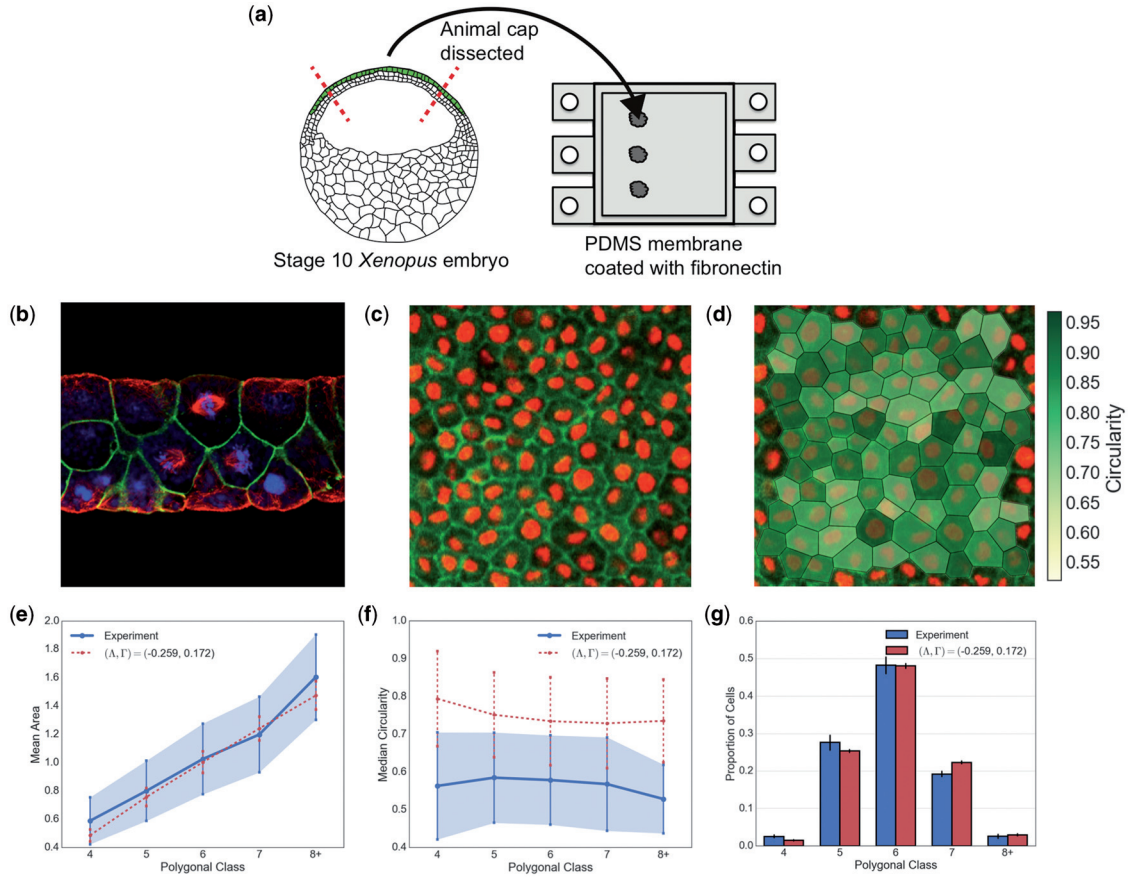 (a)
Animal cap
dissected
Stage 10 Xenopus embryo
PDMS membrane
coated with fibronectin
(b)
(c)
(d)
0.95
0.90
0.85
0.80
0.75
0.70
0.65
0.60
0.55
Circularity
(e)
2.0
1.8
1.6
1.4
1.2
1.0
0.8
0.6
0.4
Mean Area
Experiment
(Λ, Γ) = (-0.259, 0.172)
4 5 6 7 8+
Polygonal Class
(f)
1.0
0.9
0.8
0.7
0.6
0.5
0.4
Median Circularity
Experiment
(Λ, Γ) = (-0.259, 0.172)
4 5 6 7 8+
Polygonal Class
(g)
0.6
0.5
0.4
0.3
0.2
0.1
0.0
Proportion of Cells
Experiment
(Λ, Γ) = (-0.259, 0.172)
4 5 6 7 8+
Polygonal Class